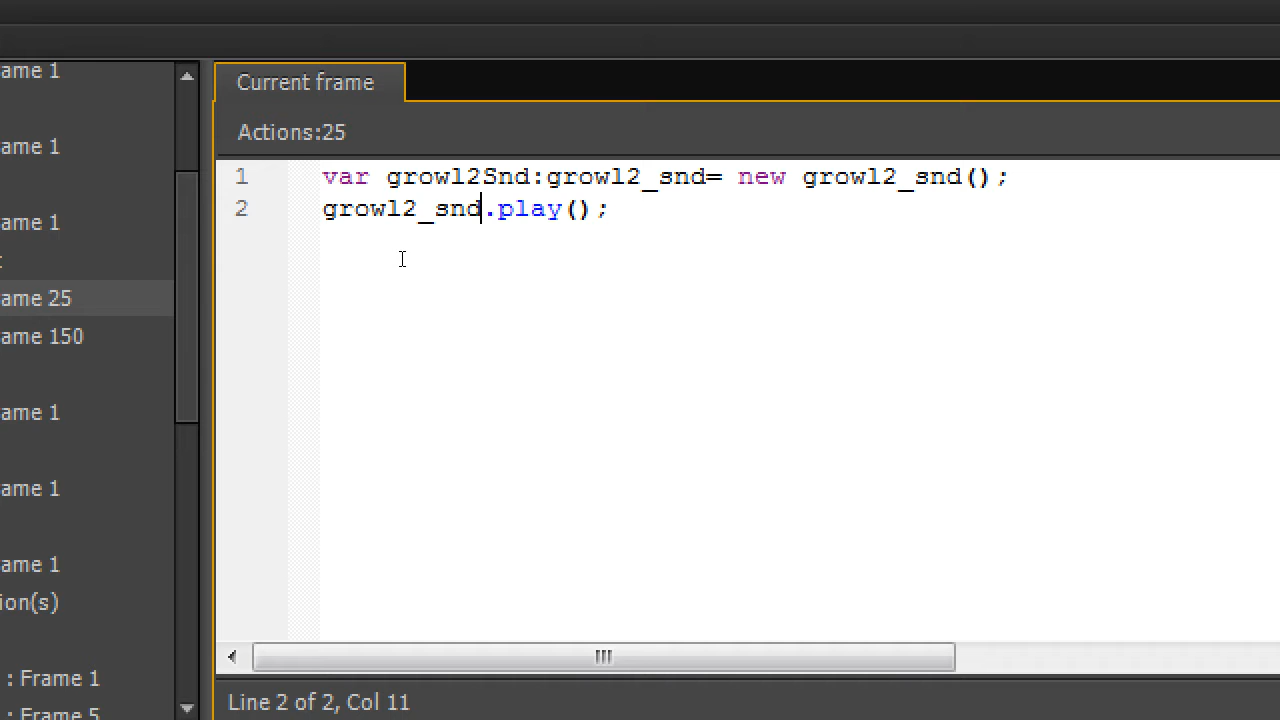 ame 1
ame 1
ame 1
ame 25
ame 150
ame 1
ame 1
ame 1
ion(s)
: Frame 1
: Frame 5
Current frame
Actions:25
1 var growl2Snd:growl2_snd= new growl2_snd();
2 growl2_snd.play();
Line 2 of 2, Col 11